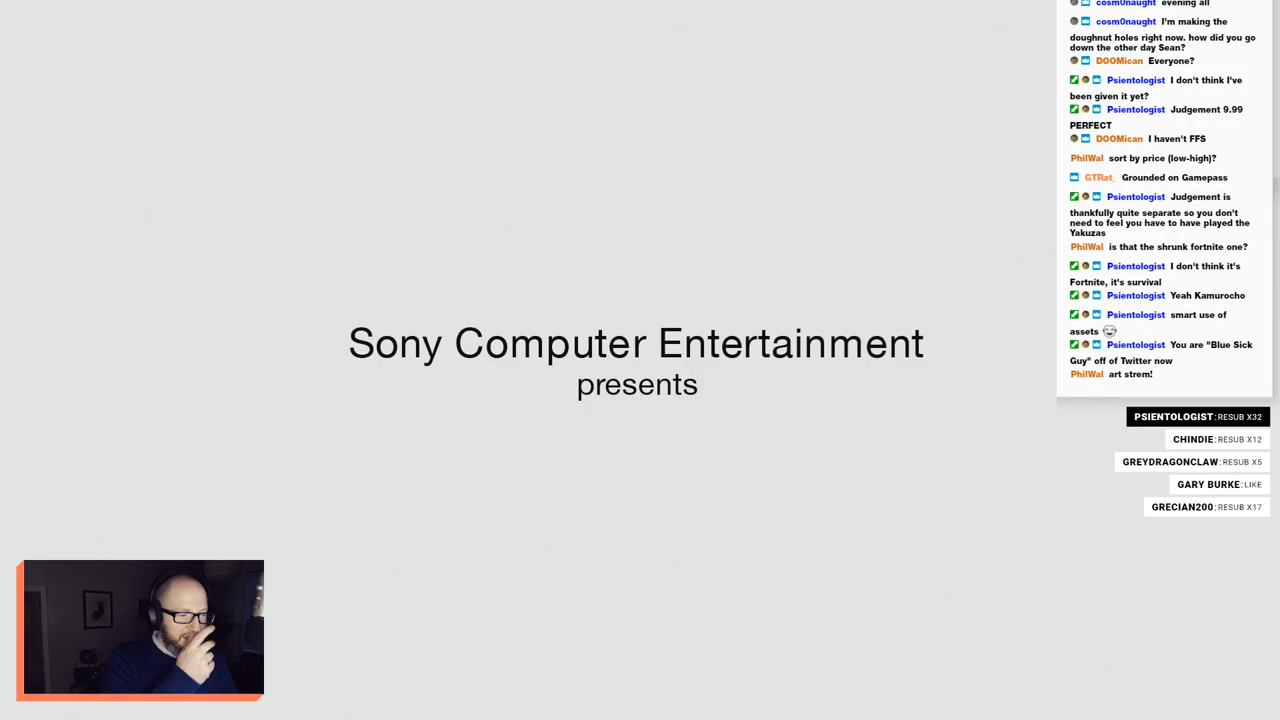 cosm0naught evening all
cosm0naught I'm making the
doughnut holes right now. how did you go
down the other day Sean?
DOOMican Everyone?
Psientologist I don't think I've
been given it yet?
Psientologist Judgement 9.99
PERFECT
DOOMican I haven't FFS
PhilWal sort by price (low-high)?
GTRat_ Grounded on Gamepass
Psientologist Judgement is
thankfully quite separate so you don't
need to feel you have to have played the
Yakuzas
PhilWal is that the shrunk fortnite one?
Psientologist I don't think it's
Fortnite, it's survival
Psientologist Yeah Kamurocho
Psientologist smart use of
assets
Psientologist You are "Blue Sick
Guy" off of Twitter now
PhilWal art strem!
Sony Computer Entertainment
presents
PSIENTOLOGIST:RESUB X32
CHINDIE:RESUB X12
GREYDRAGONCLAW:RESUB X5
GARY BURKE:LIKE
GRECIAN200:RESUB X17